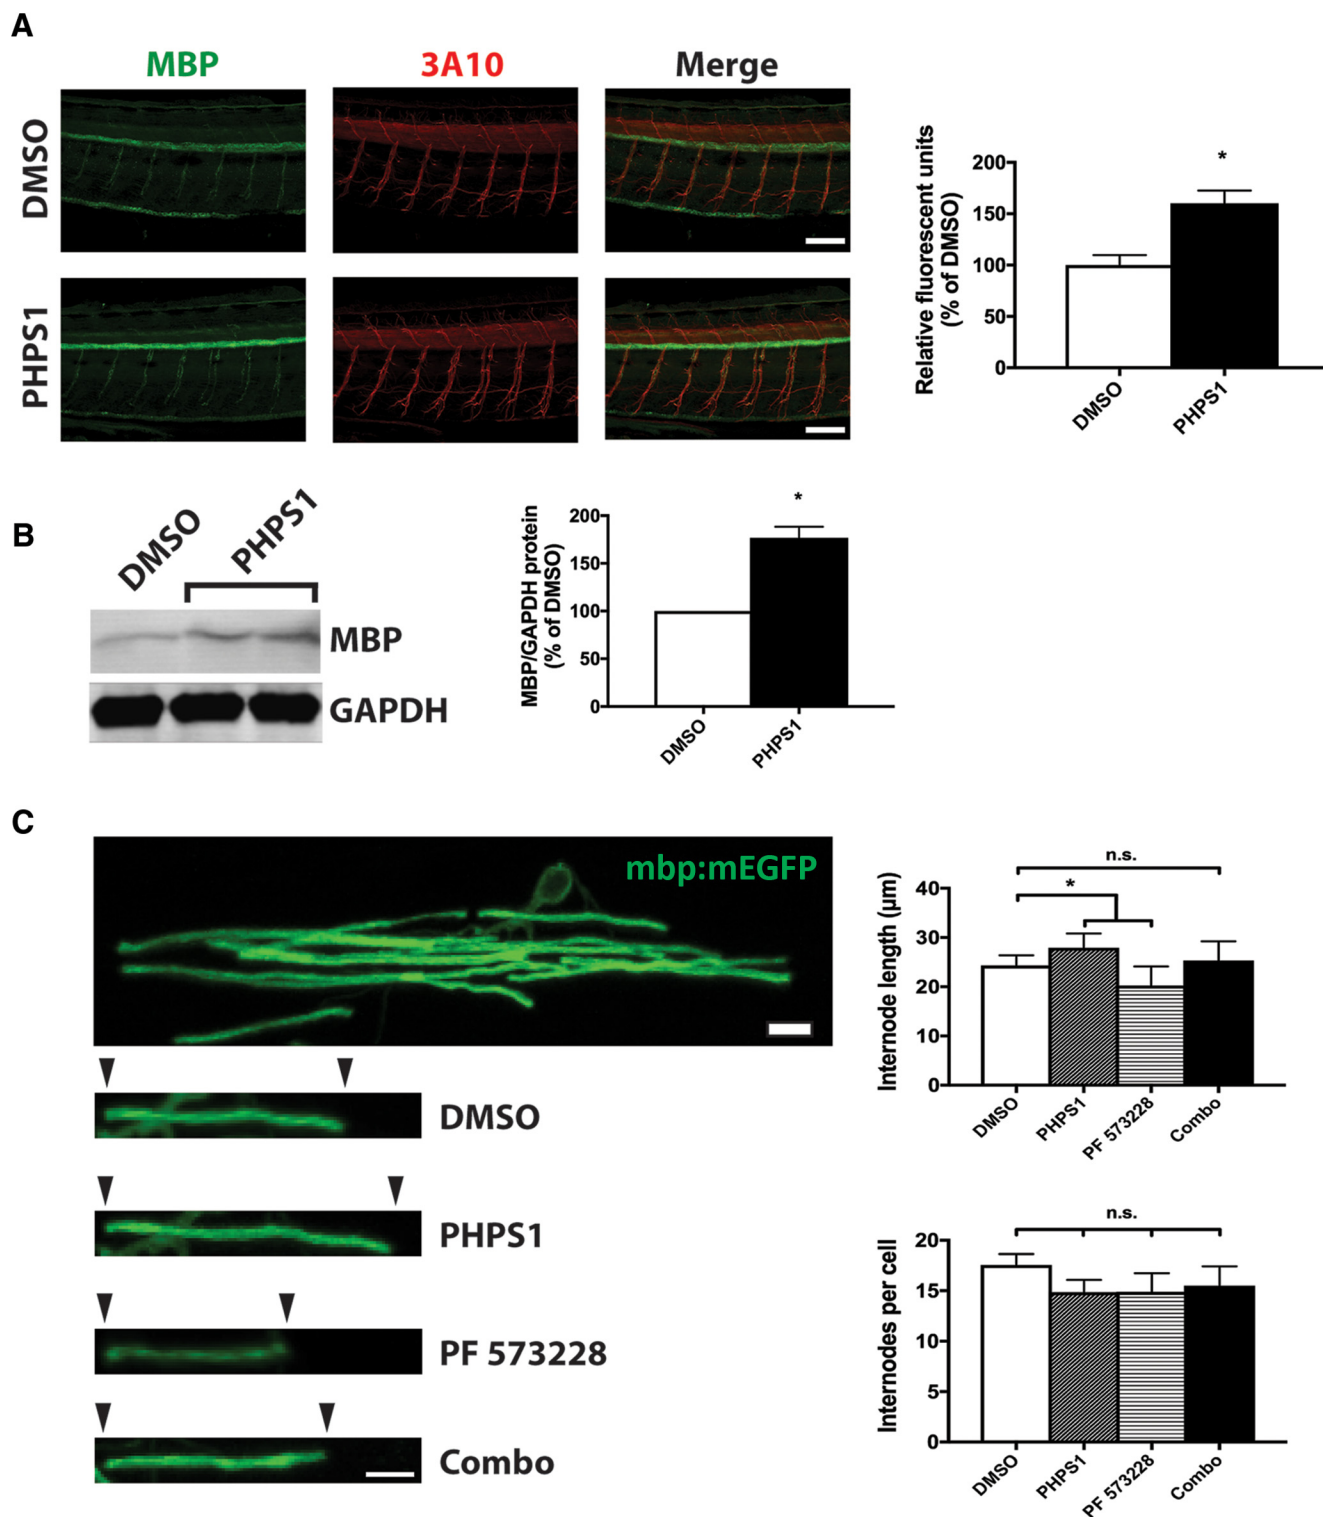 A
MBP
3A10
Merge
DMSO
PHPS1
Relative fluorescent units
(% of DMSO)
200
150
100
50
0
*
DMSO
PHPS1
B
DMSO
PHPS1
MBP
GAPDH
MBP/GAPDH protein
(% of DMSO)
200
150
100
50
0
*
DMSO
PHPS1
C
mbp:mEGFP
DMSO
PHPS1
PF 573228
Combo
Internode length (µm)
40
30
20
10
0
n.s.
*
DMSO
PHPS1
PF 573228
Combo
Internodes per cell
20
15
10
5
0
n.s.
DMSO
PHPS1
PF 573228
Combo